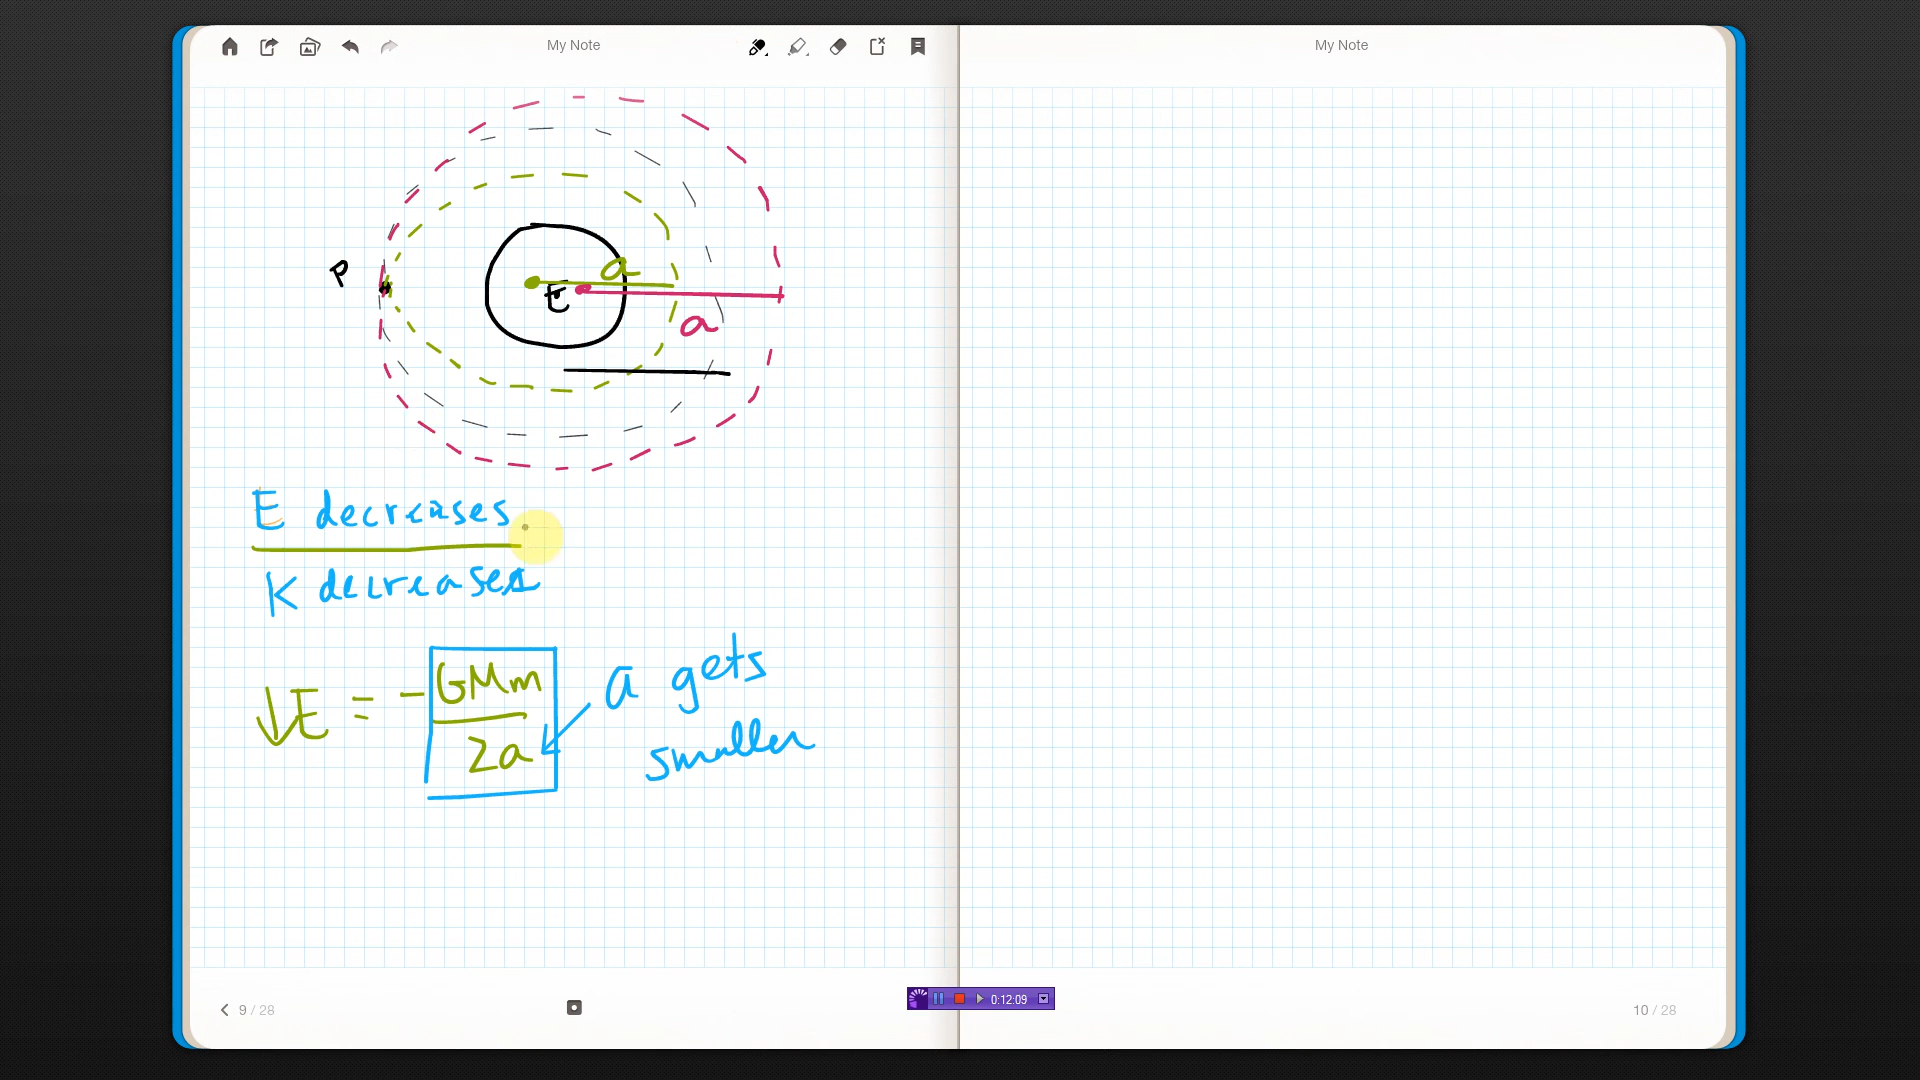 My Note
My Note
P
a
E
a
E decreases
K decreases
↓E = - GMm
2a
a gets
smaller
9 / 28
0:12:09
10 / 28